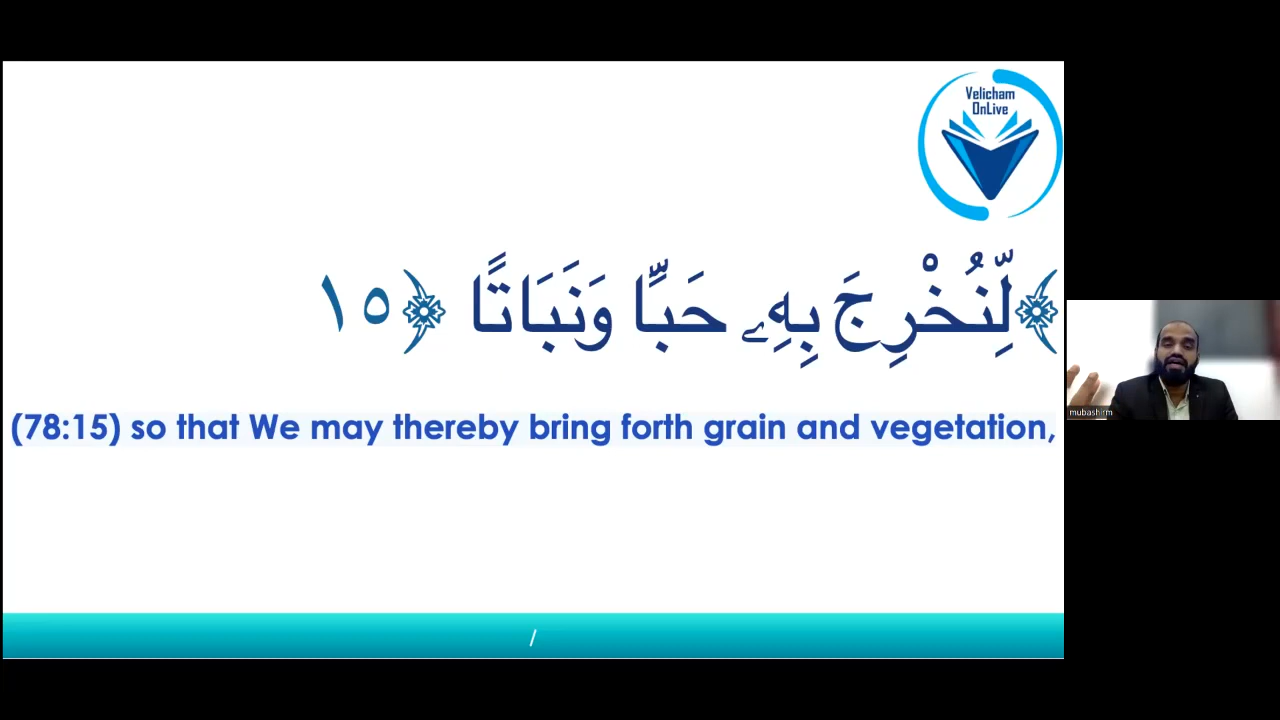 Velicham
OnLive
﴿لِّنُخْرِجَ بِهِۦ حَبًّا وَنَبَاتًا ﴿١٥
(78:15) so that We may thereby bring forth grain and vegetation,
mubashirm
/